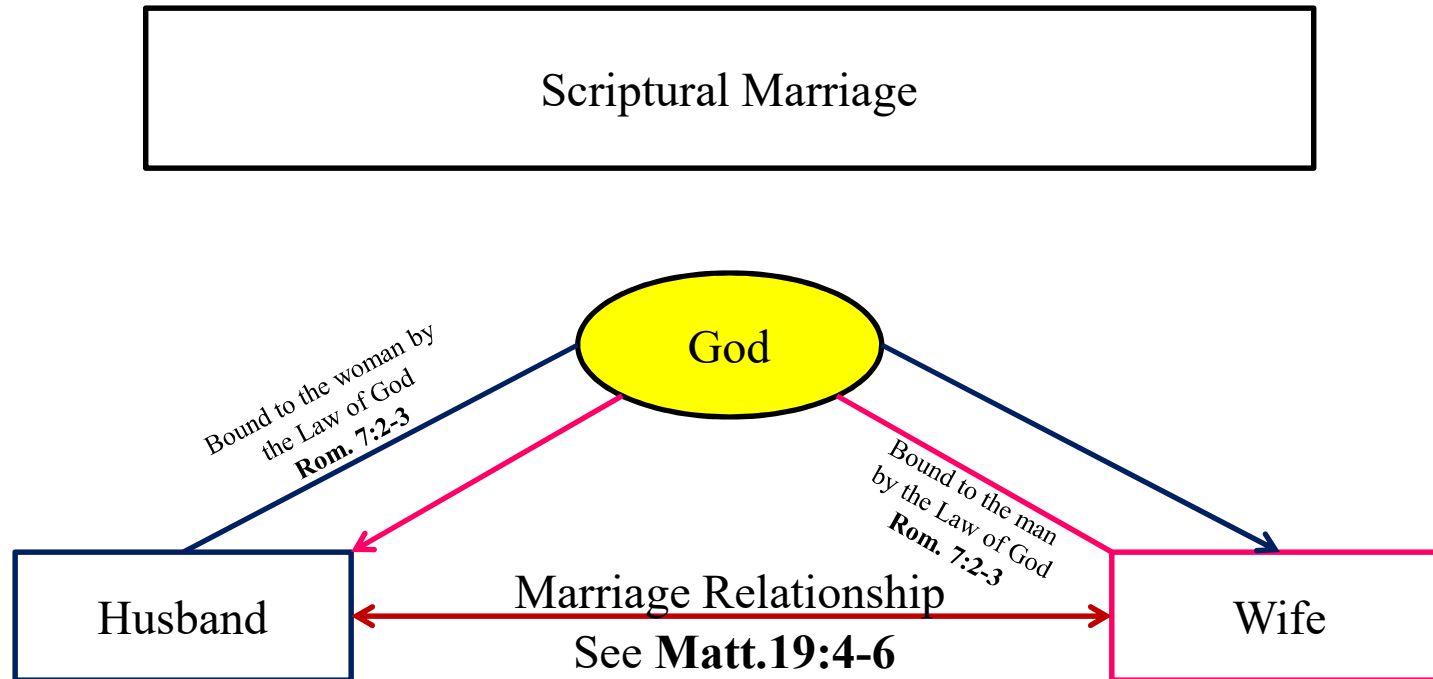 Scriptural Marriage
God
Bound to the woman by
the Law of God
Rom. 7:2-3
Bound to the man
by the Law of God
Rom. 7:2-3
Husband
Marriage Relationship
See Matt.19:4-6
Wife